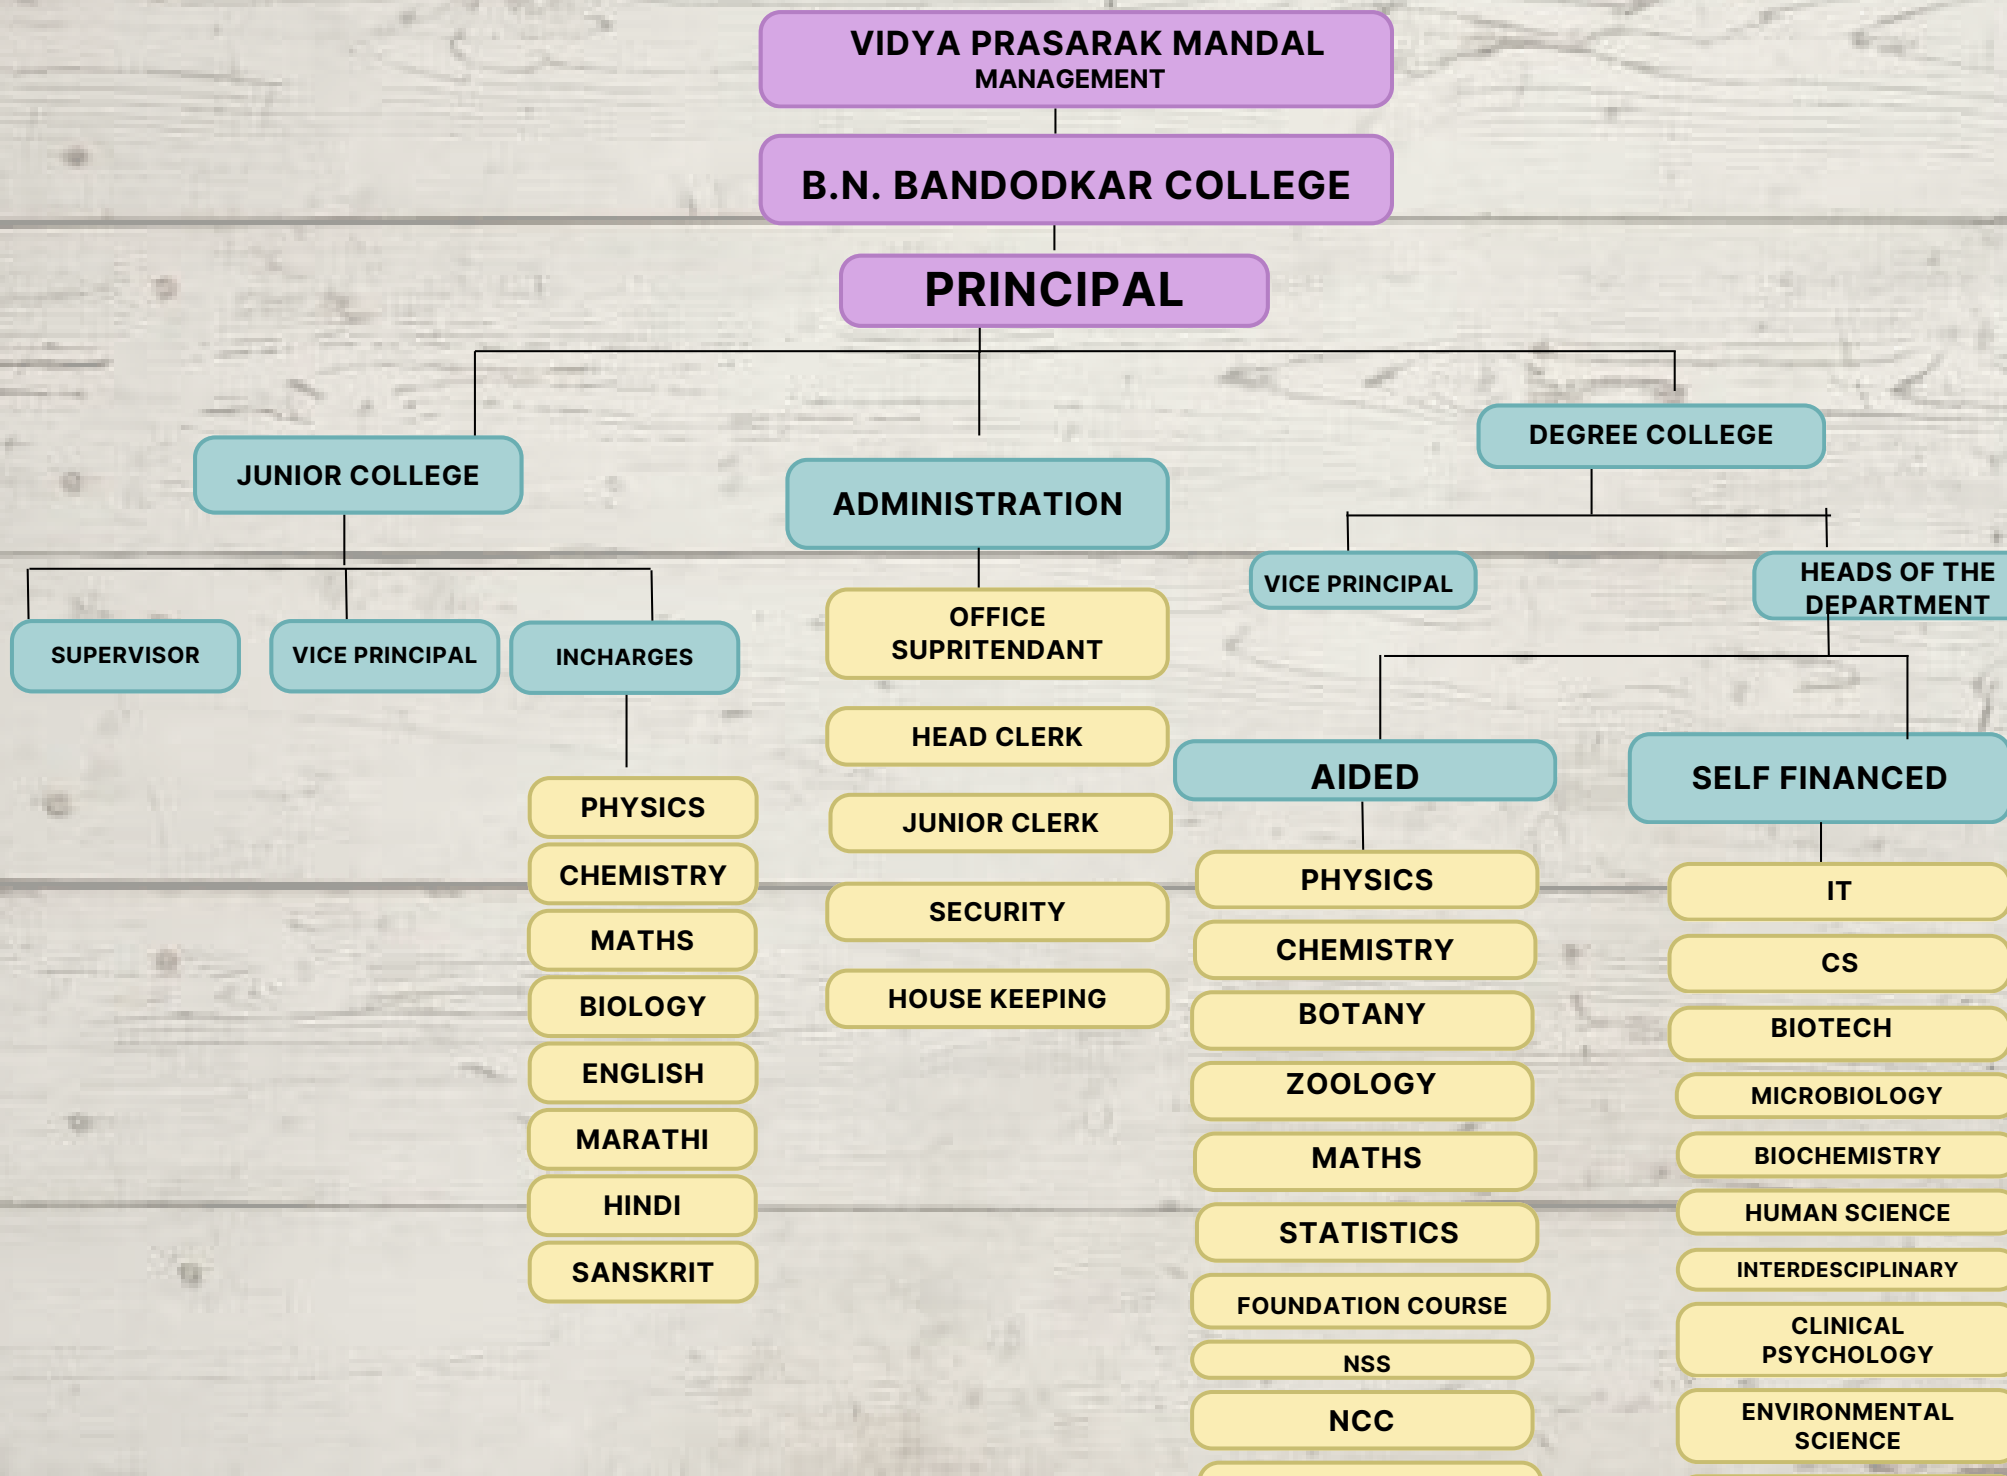 VIDYA PRASARAK MANDAL
MANAGEMENT
B.N. BANDODKAR COLLEGE
PRINCIPAL
JUNIOR COLLEGE
SUPERVISOR
VICE PRINCIPAL
INCHARGES
PHYSICS
CHEMISTRY
MATHS
BIOLOGY
ENGLISH
MARATHI
HINDI
SANSKRIT
ADMINISTRATION
OFFICE
SUPRITENDANT
HEAD CLERK
JUNIOR CLERK
SECURITY
HOUSE KEEPING
DEGREE COLLEGE
VICE PRINCIPAL
HEADS OF THE
DEPARTMENT
AIDED
PHYSICS
CHEMISTRY
BOTANY
ZOOLOGY
MATHS
STATISTICS
FOUNDATION COURSE
NSS
NCC
SELF FINANCED
IT
CS
BIOTECH
MICROBIOLOGY
BIOCHEMISTRY
HUMAN SCIENCE
INTERDESCIPLINARY
CLINICAL
PSYCHOLOGY
ENVIRONMENTAL
SCIENCE